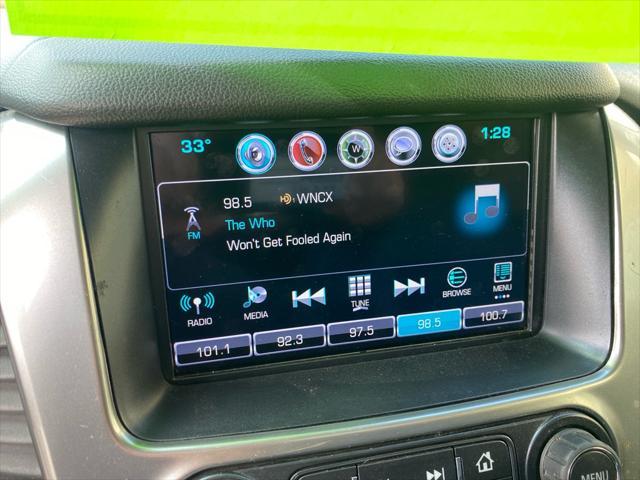 33°
W
1:28
98.5 HD) WNCX
FM
The Who
Won't Get Fooled Again
RADIO
MEDIA
TUNE
BROWSE
MENU
101.1
92.3
97.5
98.5
100.7
MENU